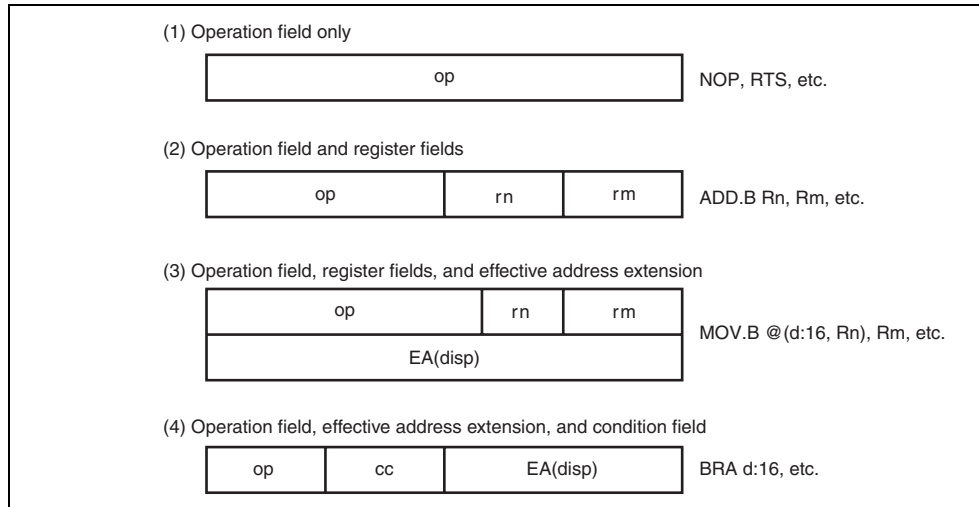 (1) Operation field only
op
NOP, RTS, etc.
(2) Operation field and register fields
op rn rm
ADD.B Rn, Rm, etc.
(3) Operation field, register fields, and effective address extension
op rn rm
MOV.B @(d:16, Rn), Rm, etc.
EA(disp)
(4) Operation field, effective address extension, and condition field
op cc EA(disp)
BRA d:16, etc.